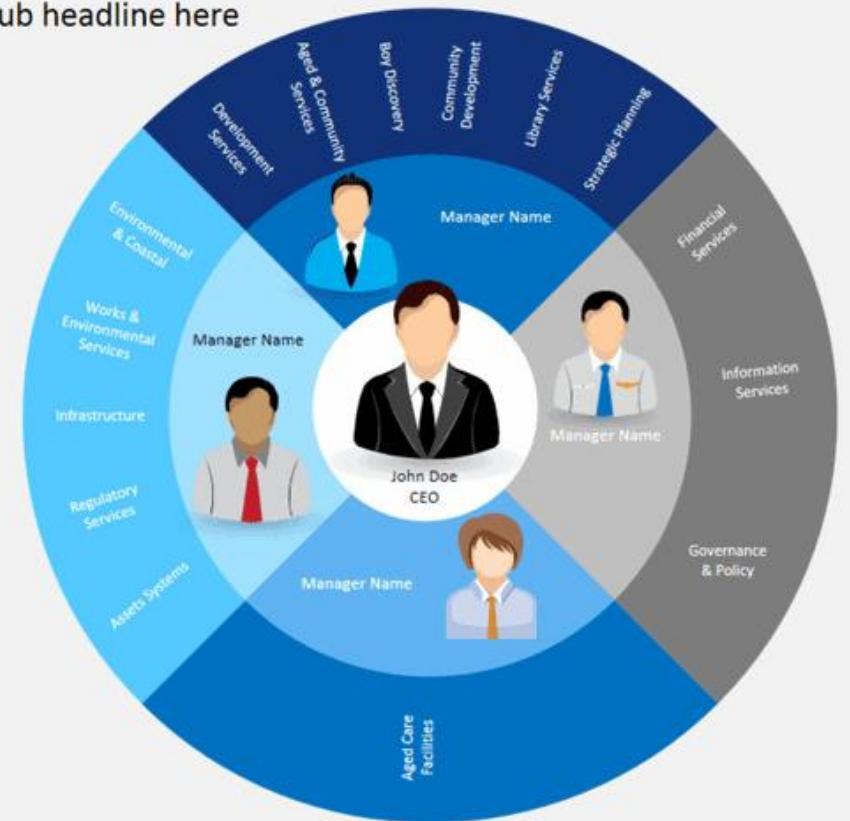 ub headline here
Development
Services
Aged & Community
Services
Boy Discovery
Community
Development
Library Services
Strategic Planning
Manager Name
Environmental
& Coastal
Works &
Environmental
Services
Infrastructure
Regulatory
Services
Assets Systems
Manager Name
Financial
Services
Information
Services
Governance
& Policy
Manager Name
John Doe
CEO
Manager Name
Aged Care
Facilities